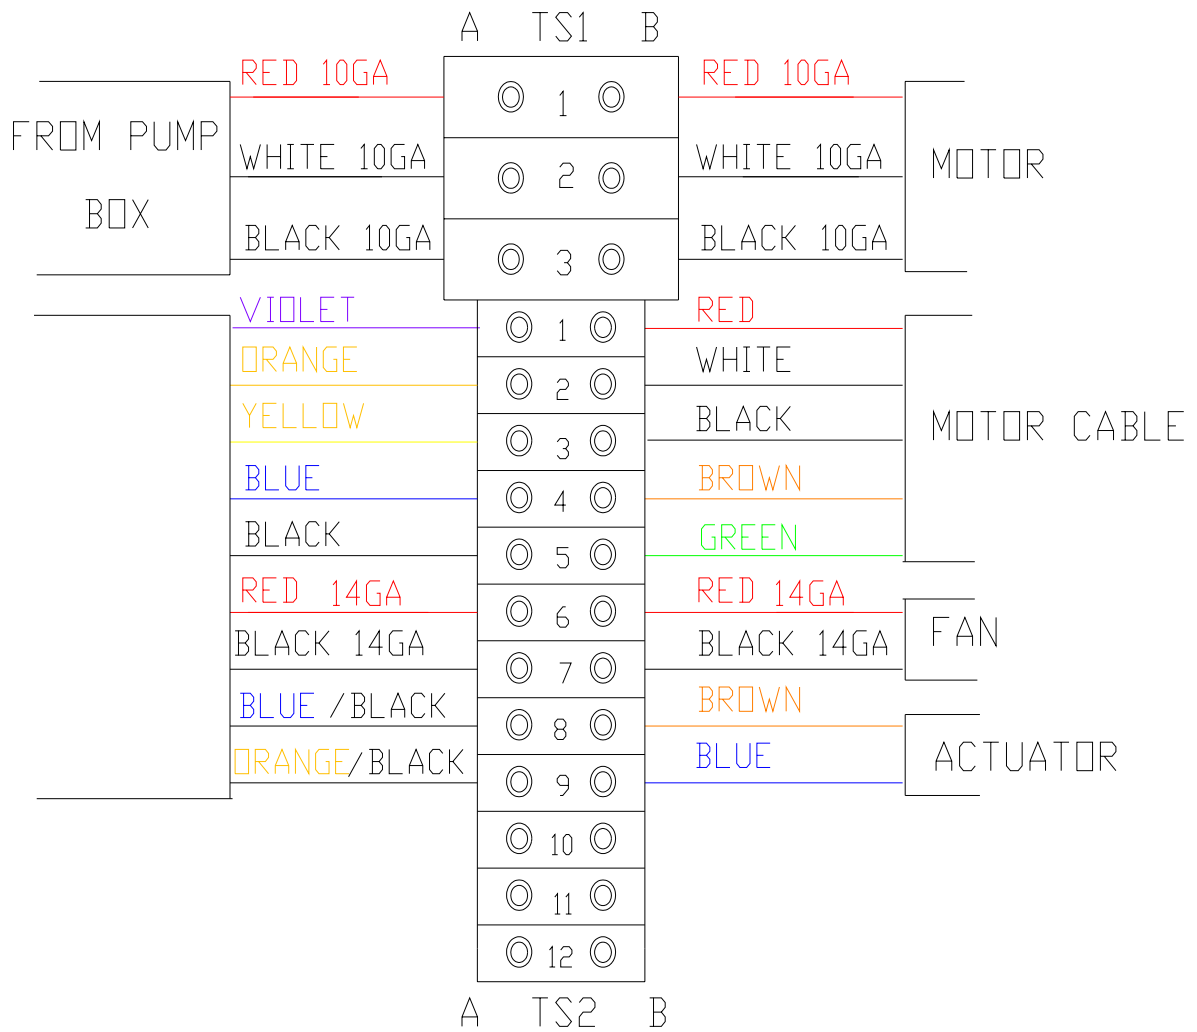 A TS1 B
RED 10GA 1 RED 10GA
FROM PUMP
BOX
WHITE 10GA 2 WHITE 10GA
MOTOR
BLACK 10GA 3 BLACK 10GA
VIOLET 1 RED
ORANGE 2 WHITE
YELLOW 3 BLACK
MOTOR CABLE
BLUE 4 BROWN
BLACK 5 GREEN
RED 14GA 6 RED 14GA
FAN
BLACK 14GA 7 BLACK 14GA
BLUE /BLACK 8 BROWN
ACTUATOR
ORANGE/BLACK 9 BLUE
10
11
12
A TS2 B